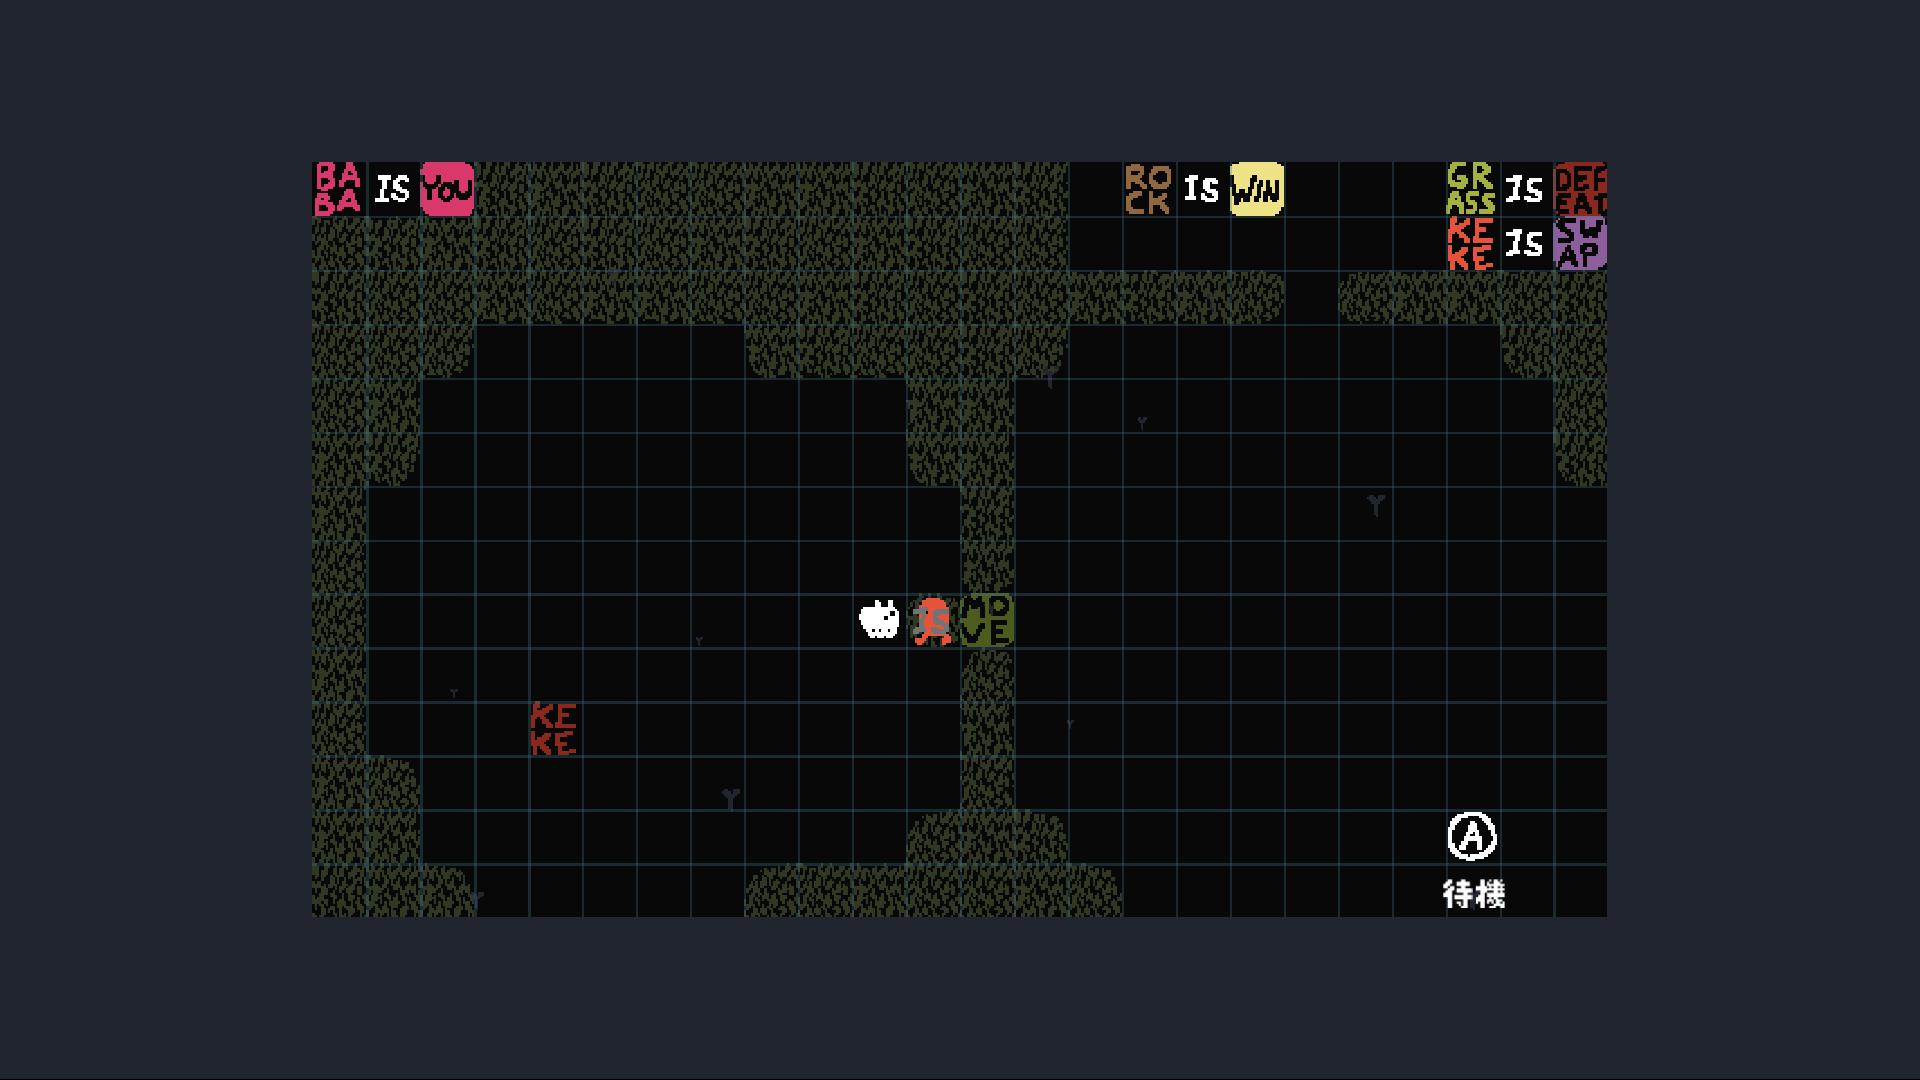 BABA IS YOU ROCK IS WIN GRASS IS DEFEAT
KEKE IS SWAP
IS MOVE
KEKE
A
待機